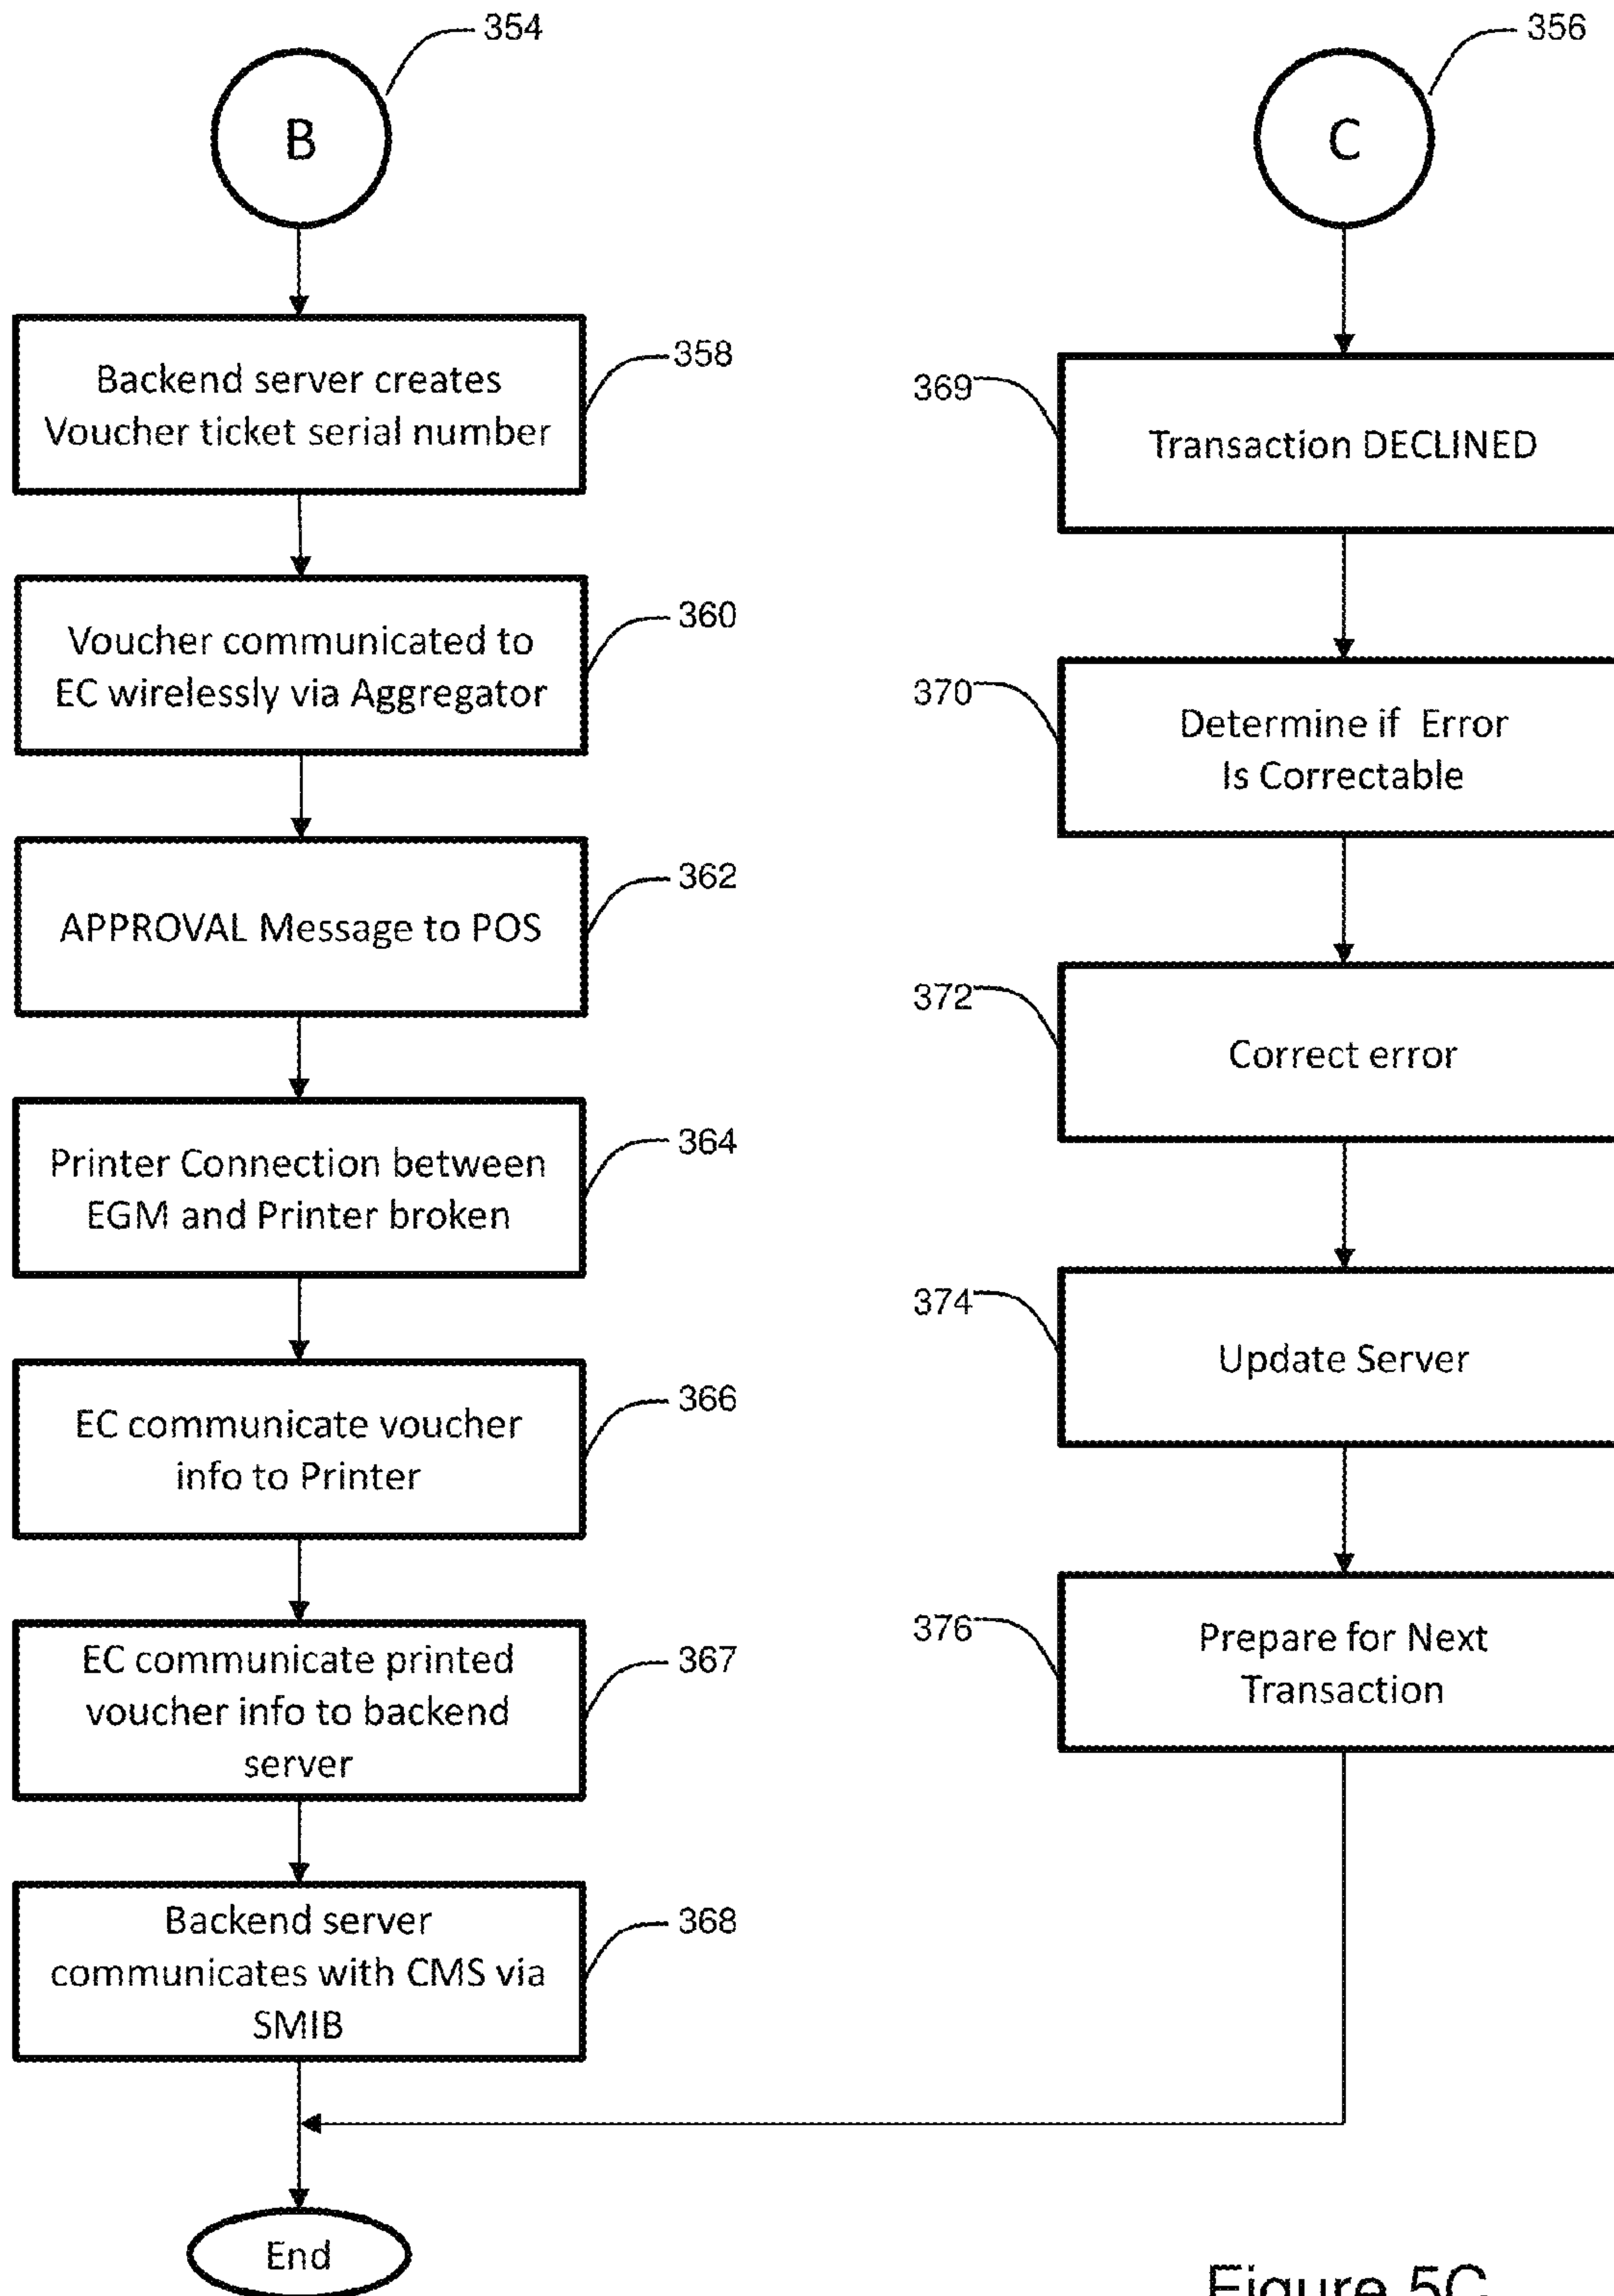 354
B
Backend server creates
Voucher ticket serial number
358
Voucher communicated to
EC wirelessly via Aggregator
360
APPROVAL Message to POS
362
Printer Connection between
EGM and Printer broken
364
EC communicate voucher
info to Printer
366
EC communicate printed
voucher info to backend
server
367
Backend server
communicates with CMS via
SMIB
368
End
356
C
369
Transaction DECLINED
370
Determine if Error
Is Correctable
372
Correct error
374
Update Server
376
Prepare for Next
Transaction
Figure 5C